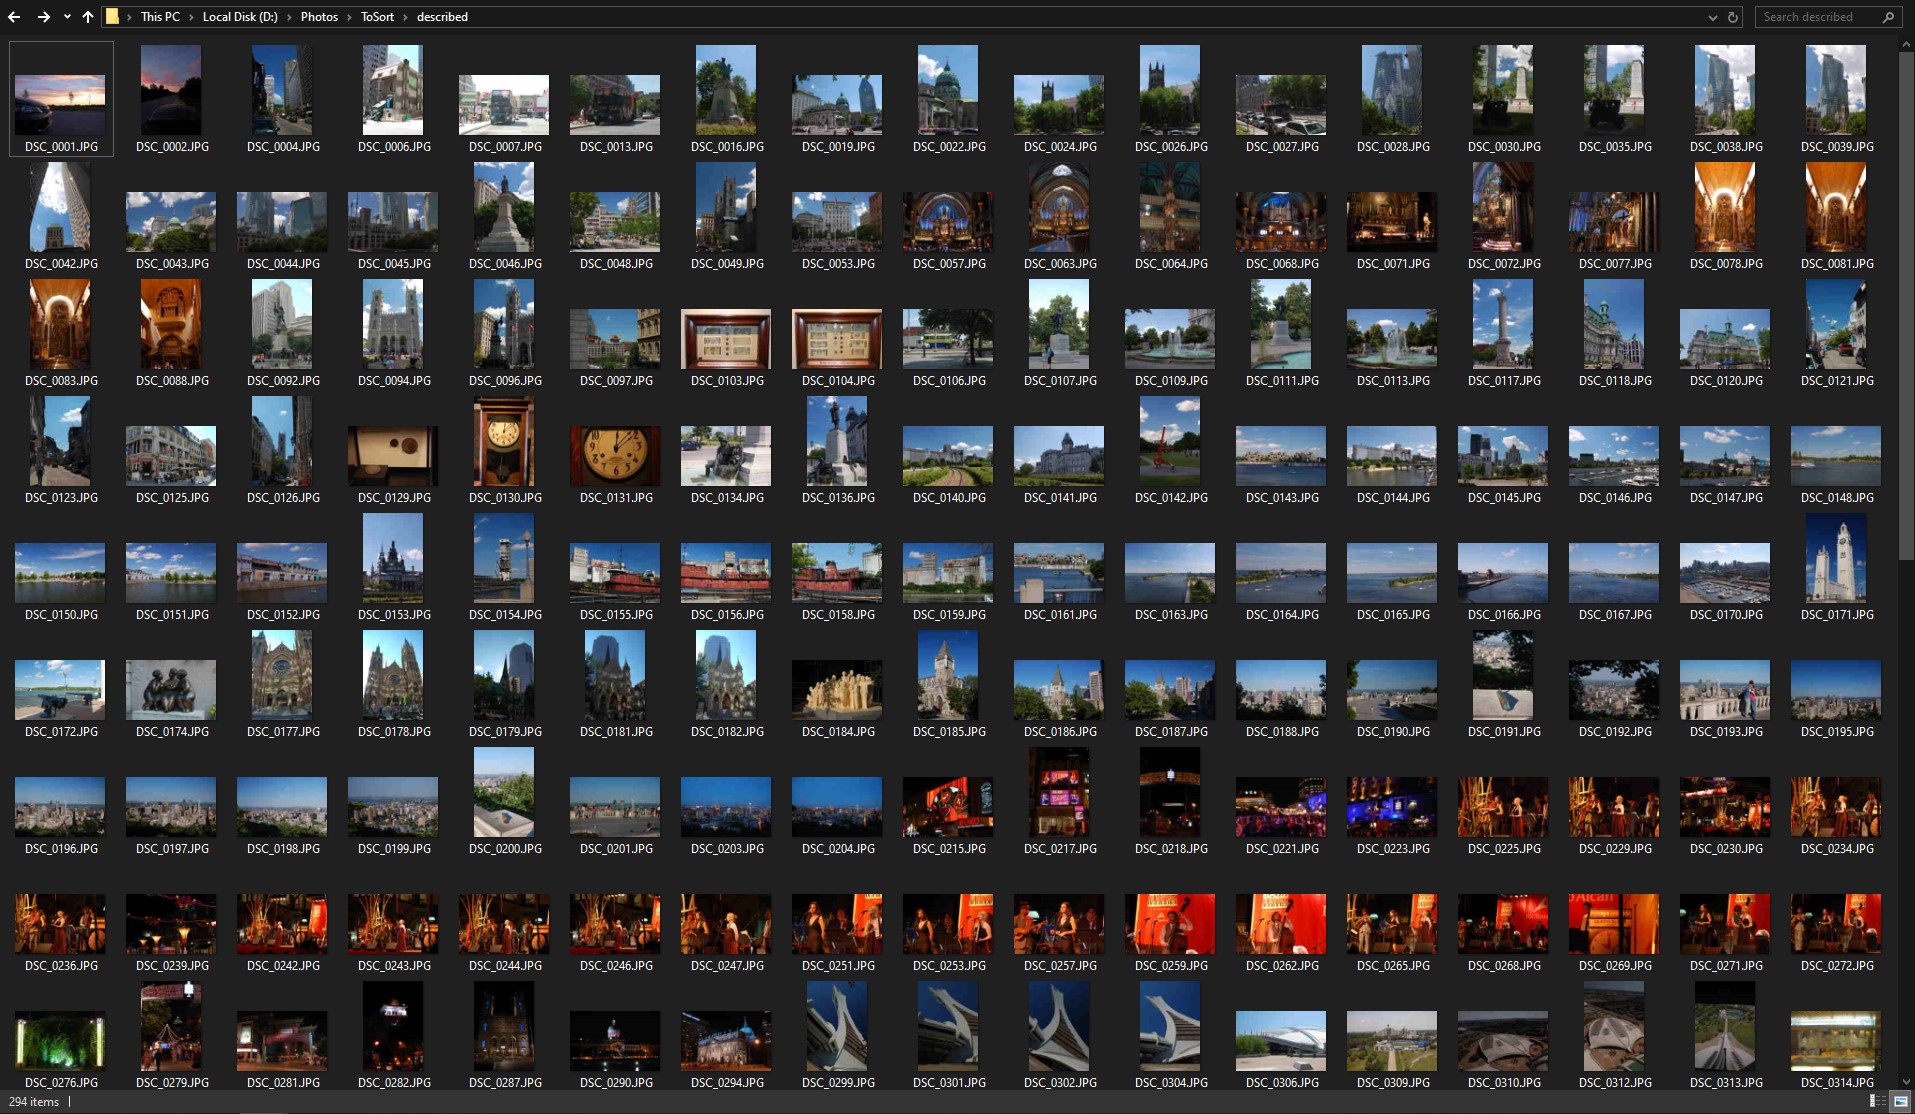 This PC > Local Disk (D:) > Photos > ToSort > described
Search described
DSC_0001.JPG DSC_0002.JPG DSC_0004.JPG DSC_0006.JPG DSC_0007.JPG DSC_0013.JPG DSC_0016.JPG DSC_0019.JPG DSC_0022.JPG DSC_0024.JPG DSC_0026.JPG DSC_0027.JPG DSC_0028.JPG DSC_0030.JPG DSC_0035.JPG DSC_0038.JPG DSC_0039.JPG
DSC_0042.JPG DSC_0043.JPG DSC_0044.JPG DSC_0045.JPG DSC_0046.JPG DSC_0048.JPG DSC_0049.JPG DSC_0053.JPG DSC_0057.JPG DSC_0063.JPG DSC_0064.JPG DSC_0068.JPG DSC_0071.JPG DSC_0072.JPG DSC_0077.JPG DSC_0078.JPG DSC_0081.JPG
DSC_0083.JPG DSC_0088.JPG DSC_0092.JPG DSC_0094.JPG DSC_0096.JPG DSC_0097.JPG DSC_0103.JPG DSC_0104.JPG DSC_0106.JPG DSC_0107.JPG DSC_0109.JPG DSC_0111.JPG DSC_0113.JPG DSC_0117.JPG DSC_0118.JPG DSC_0120.JPG DSC_0121.JPG
DSC_0123.JPG DSC_0125.JPG DSC_0126.JPG DSC_0129.JPG DSC_0130.JPG DSC_0131.JPG DSC_0134.JPG DSC_0136.JPG DSC_0140.JPG DSC_0141.JPG DSC_0142.JPG DSC_0143.JPG DSC_0144.JPG DSC_0145.JPG DSC_0146.JPG DSC_0147.JPG DSC_0148.JPG
DSC_0150.JPG DSC_0151.JPG DSC_0152.JPG DSC_0153.JPG DSC_0154.JPG DSC_0155.JPG DSC_0156.JPG DSC_0158.JPG DSC_0159.JPG DSC_0161.JPG DSC_0163.JPG DSC_0164.JPG DSC_0165.JPG DSC_0166.JPG DSC_0167.JPG DSC_0170.JPG DSC_0171.JPG
DSC_0172.JPG DSC_0174.JPG DSC_0177.JPG DSC_0178.JPG DSC_0179.JPG DSC_0181.JPG DSC_0182.JPG DSC_0184.JPG DSC_0185.JPG DSC_0186.JPG DSC_0187.JPG DSC_0188.JPG DSC_0190.JPG DSC_0191.JPG DSC_0192.JPG DSC_0193.JPG DSC_0195.JPG
DSC_0196.JPG DSC_0197.JPG DSC_0198.JPG DSC_0199.JPG DSC_0200.JPG DSC_0201.JPG DSC_0203.JPG DSC_0204.JPG DSC_0215.JPG DSC_0217.JPG DSC_0218.JPG DSC_0221.JPG DSC_0223.JPG DSC_0225.JPG DSC_0229.JPG DSC_0230.JPG DSC_0234.JPG
DSC_0236.JPG DSC_0239.JPG DSC_0242.JPG DSC_0243.JPG DSC_0244.JPG DSC_0246.JPG DSC_0247.JPG DSC_0251.JPG DSC_0253.JPG DSC_0257.JPG DSC_0259.JPG DSC_0262.JPG DSC_0265.JPG DSC_0268.JPG DSC_0269.JPG DSC_0271.JPG DSC_0272.JPG
DSC_0276.JPG DSC_0279.JPG DSC_0281.JPG DSC_0282.JPG DSC_0287.JPG DSC_0290.JPG DSC_0294.JPG DSC_0299.JPG DSC_0301.JPG DSC_0302.JPG DSC_0304.JPG DSC_0306.JPG DSC_0309.JPG DSC_0310.JPG DSC_0312.JPG DSC_0313.JPG DSC_0314.JPG
294 items